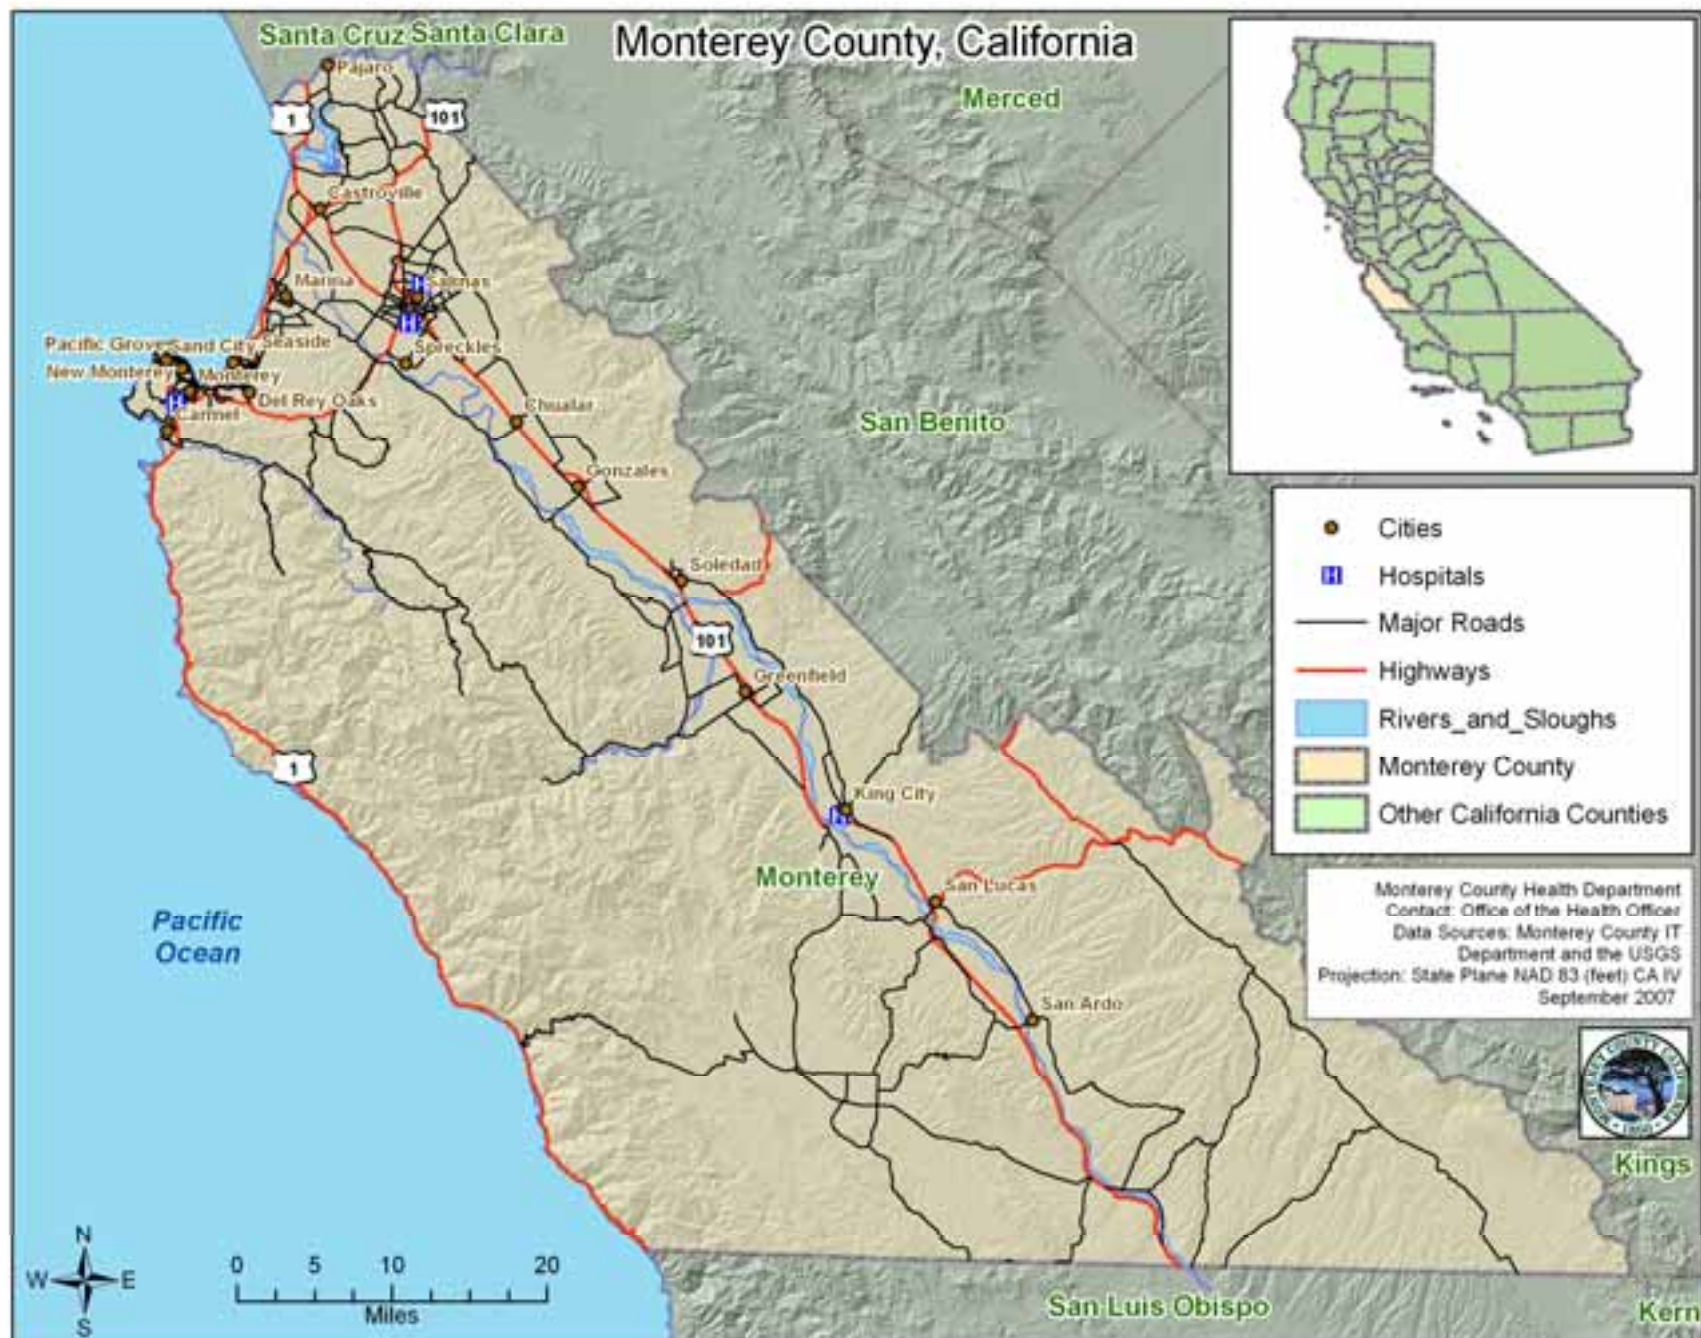 Monterey County, California
Santa Cruz
Santa Clara
Pajaro
1
101
Merced
Castroville
Marina
Salinas
Pacific Grove
Sand City
Seaside
Spreckles
New Monterey
Monterey
Del Rey Oaks
Carmel
Chualar
San Benito
Gonzales
Soledad
101
Greenfield
1
King City
Monterey
San Lucas
Pacific
Ocean
San Ardo
Cities
H Hospitals
Major Roads
Highways
Rivers_and_Sloughs
Monterey County
Other California Counties
Monterey County Health Department
Contact: Office of the Health Officer
Data Sources: Monterey County IT
Department and the USGS
Projection: State Plane NAD 83 (feet) CA IV
September 2007
Kings
N
W E
S
0 5 10 20
Miles
San Luis Obispo
Kern